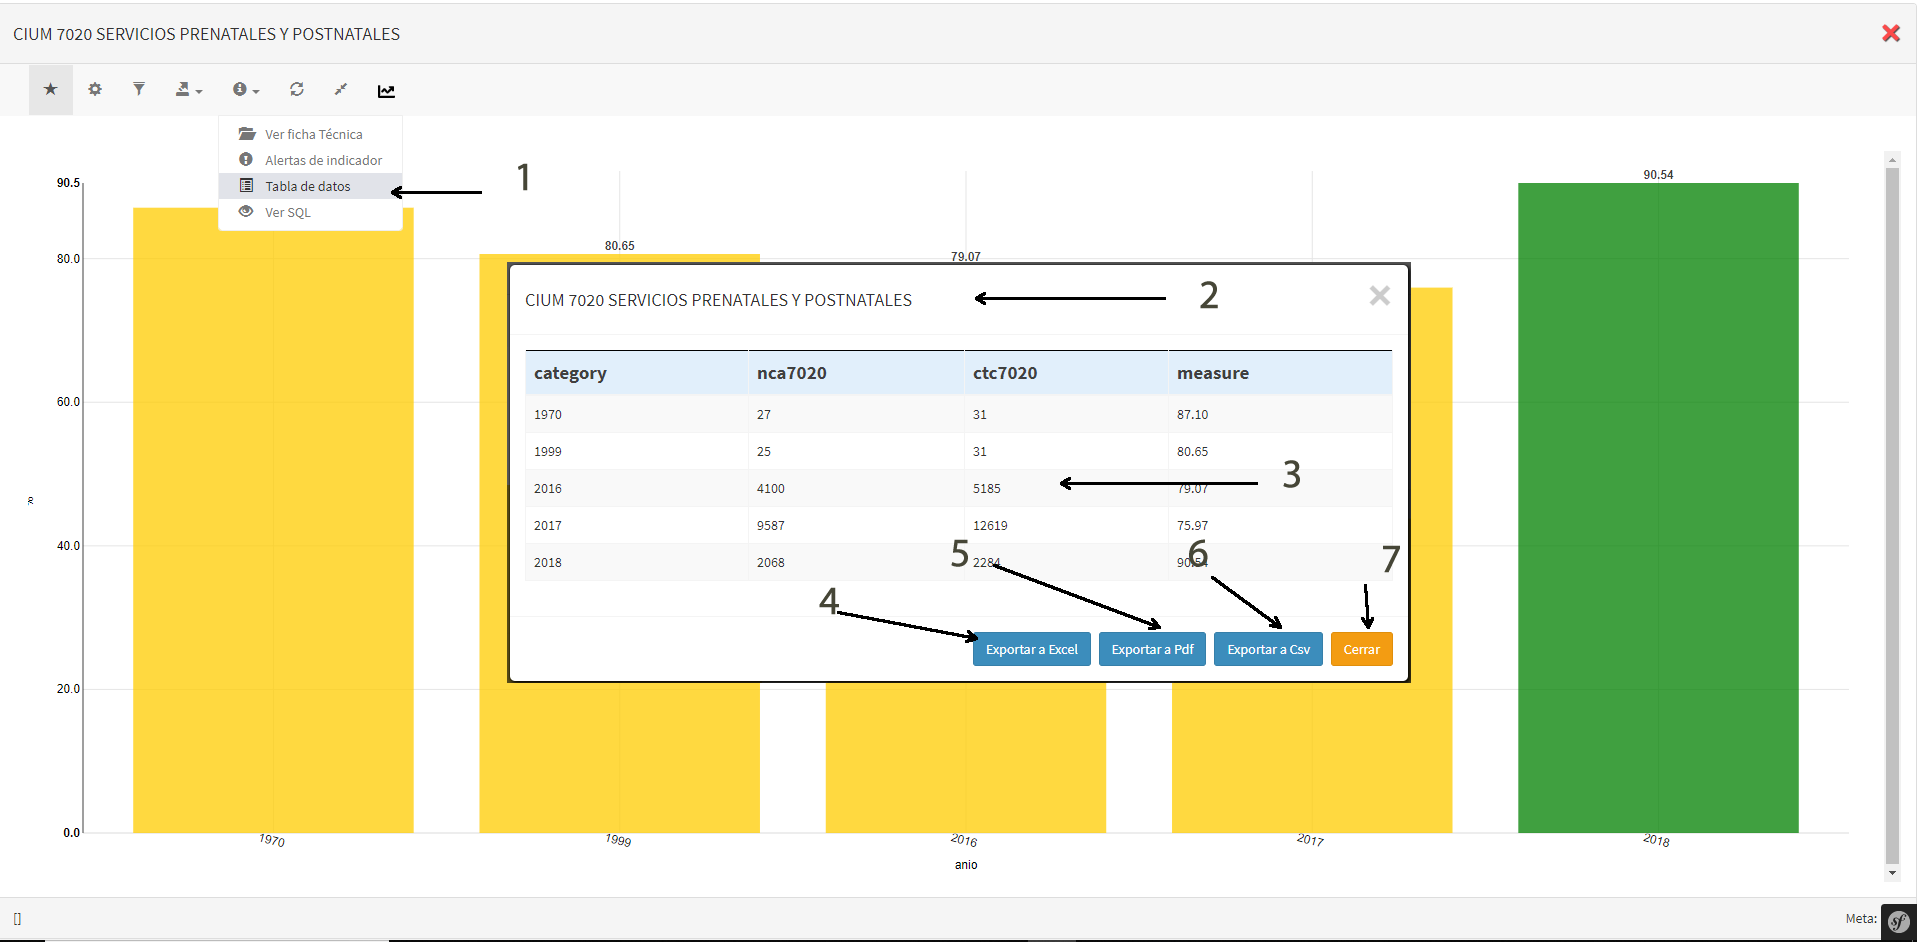 CIUM 7020 SERVICIOS PRENATALES Y POSTNATALES
Ver ficha Técnica
Alertas de indicador
Tabla de datos
Ver SQL
1
90.5
80.0
60.0
40.0
20.0
0.0
80.65
79.07
90.54
CIUM 7020 SERVICIOS PRENATALES Y POSTNATALES
2
category nca7020 ctc7020 measure
1970 27 31 87.10
1999 25 31 80.65
2016 4100 5185 79.07
3
2017 9587 12619 75.97
2018 2068 2284 90.54
4
5
6
7
Exportar a Excel Exportar a Pdf Exportar a Csv Cerrar
1970 1999 2016 2017 2018
anio
%
[]
Meta:
sf